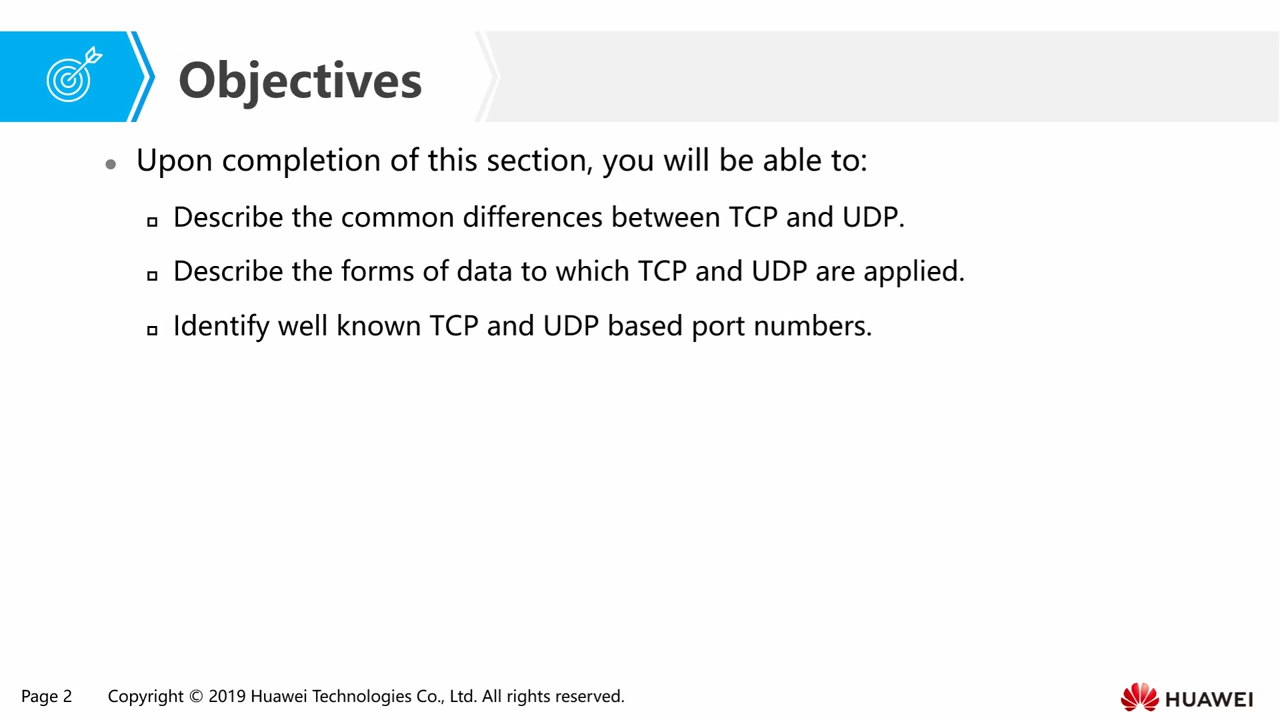 Objectives
Upon completion of this section, you will be able to:
Describe the common differences between TCP and UDP.
Describe the forms of data to which TCP and UDP are applied.
Identify well known TCP and UDP based port numbers.
Page 2 Copyright © 2019 Huawei Technologies Co., Ltd. All rights reserved.
HUAWEI